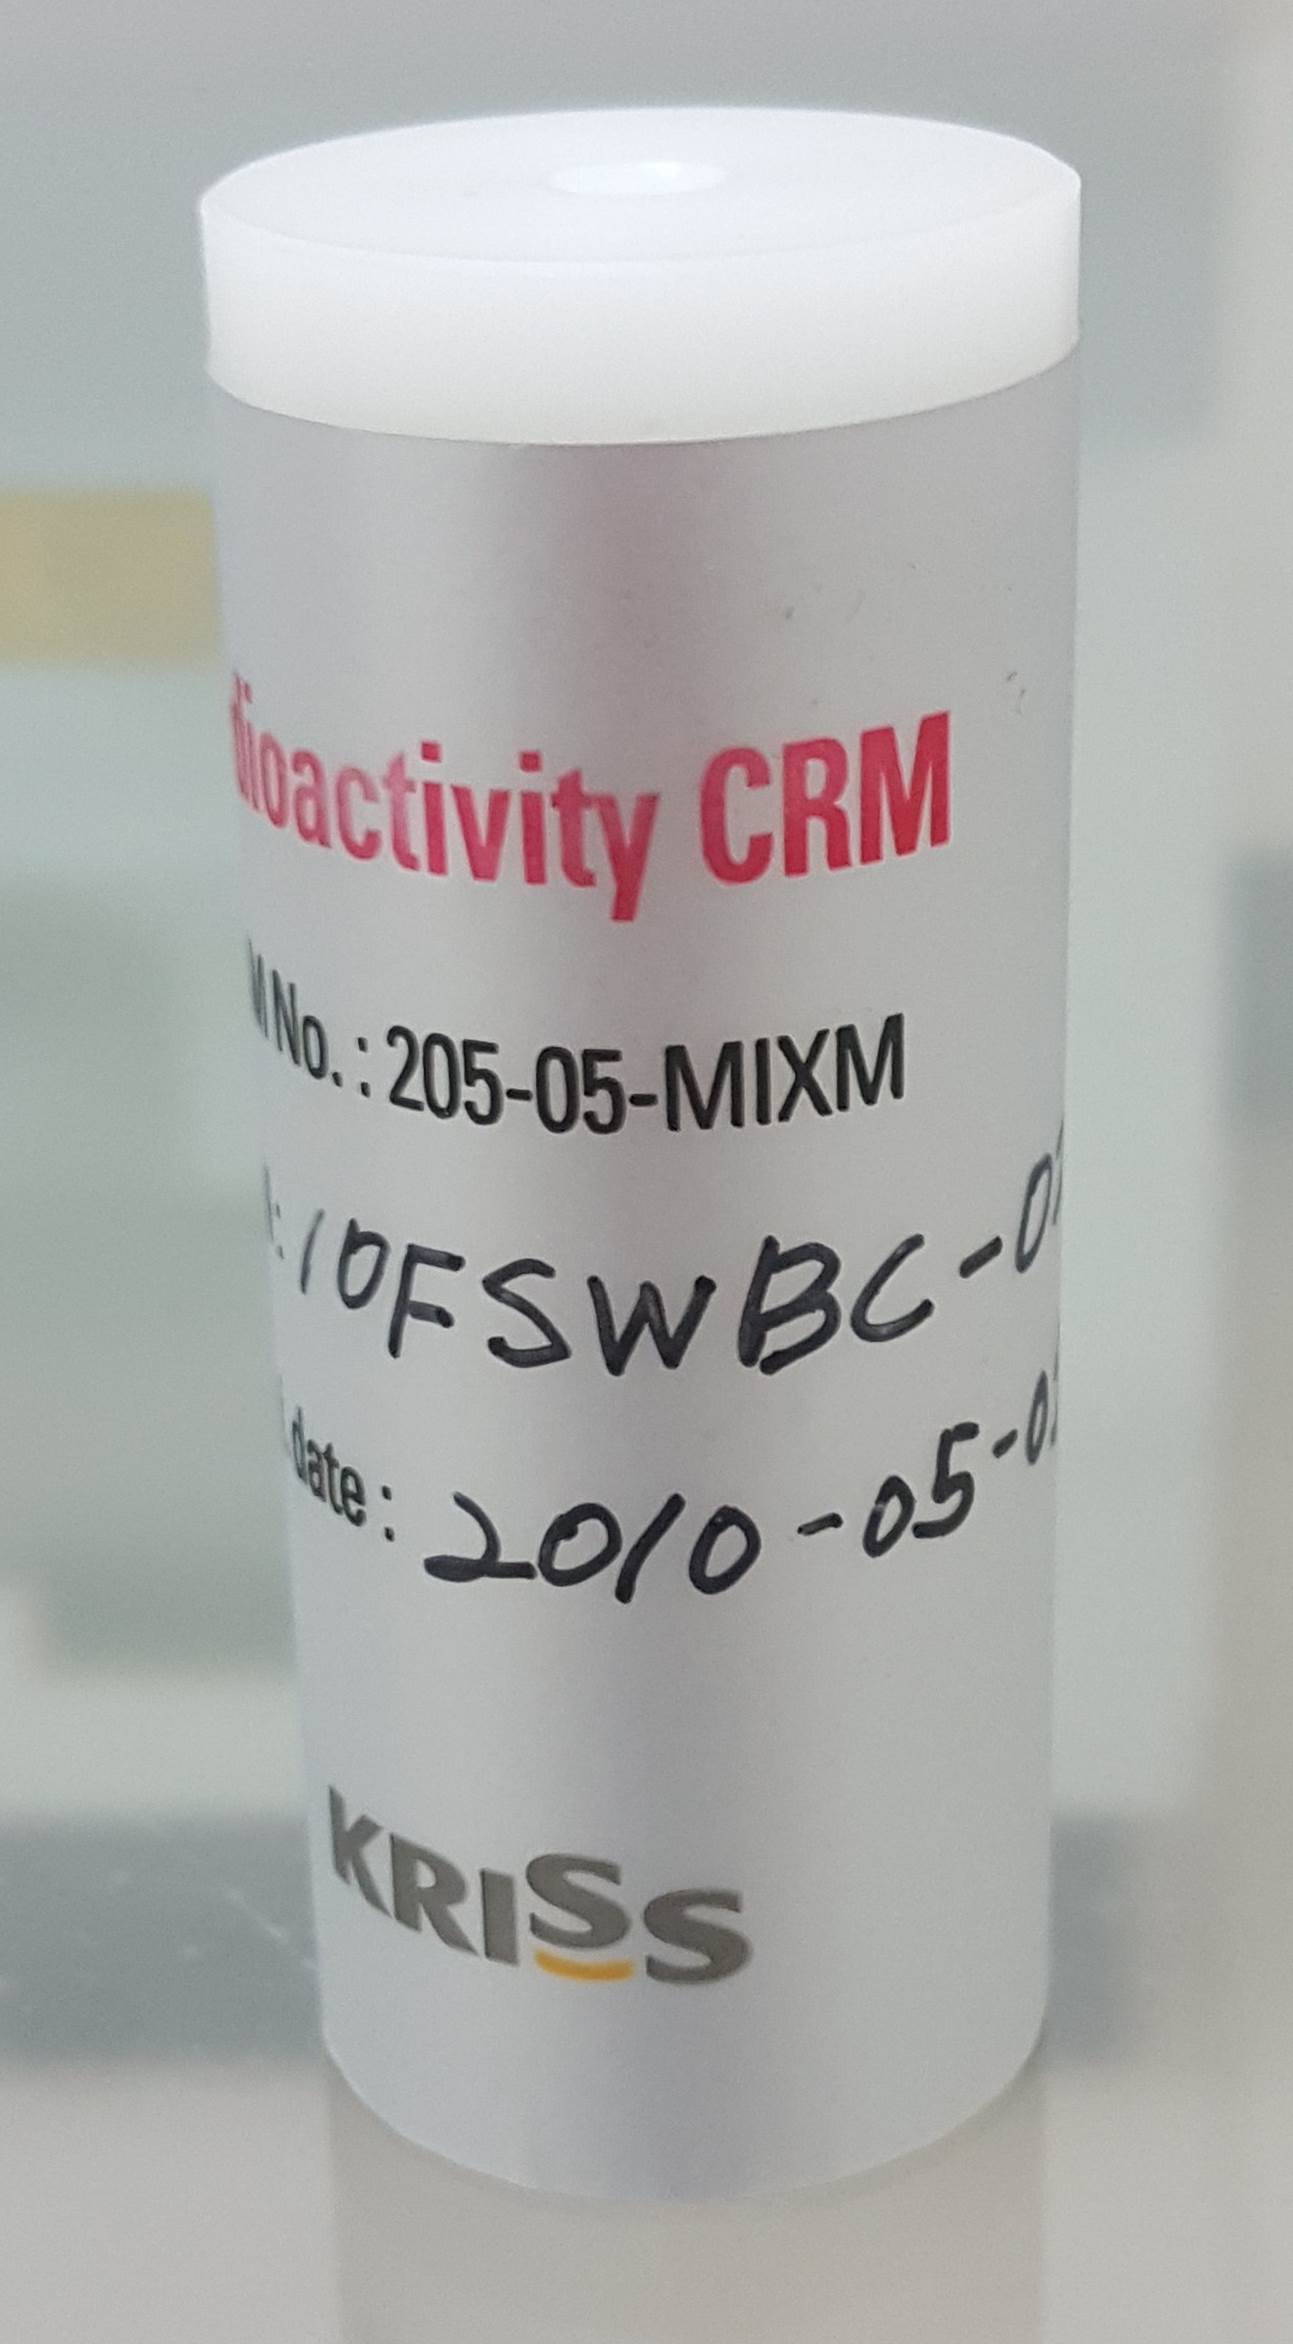 dioactivity CRM
M No. : 205-05-MIXM
: 10FSWBC-0
date : 2010-05-0
KRISS